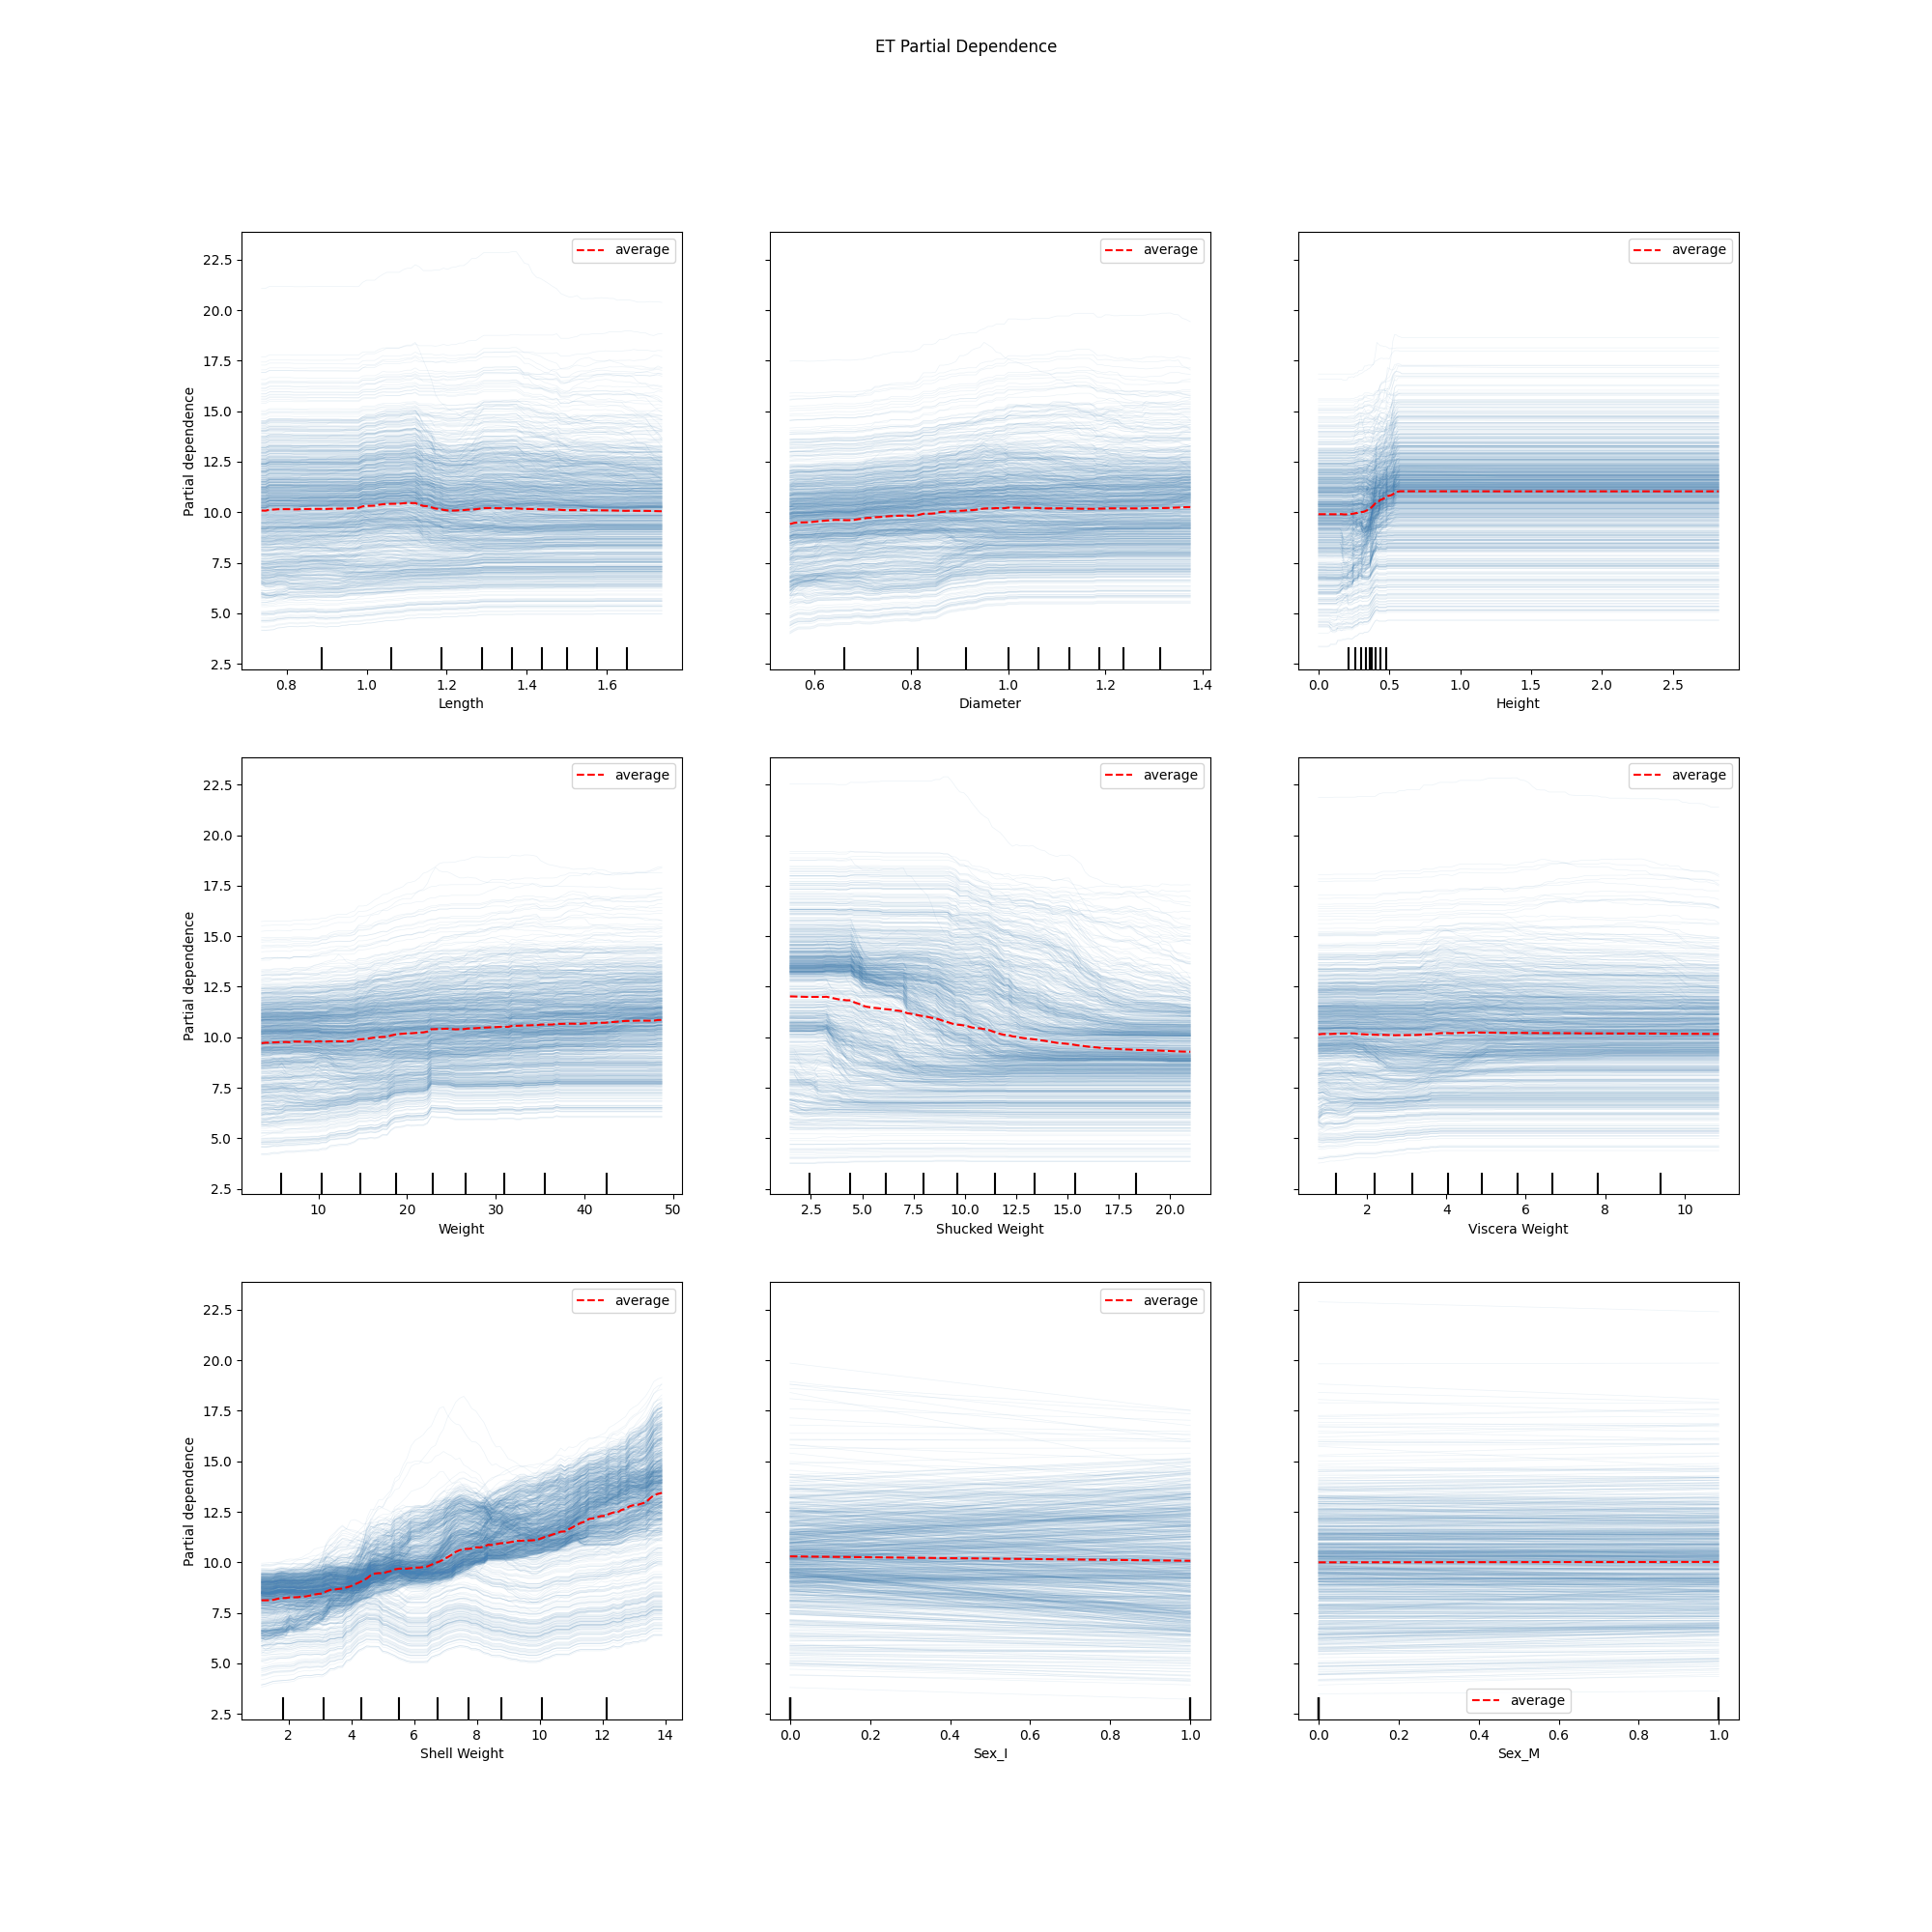 ET Partial Dependence
average
average
average
Partial dependence
22.5
20.0
17.5
15.0
12.5
10.0
7.5
5.0
2.5
0.8 1.0 1.2 1.4 1.6
Length
0.6 0.8 1.0 1.2 1.4
Diameter
0.0 0.5 1.0 1.5 2.0 2.5
Height
average
average
average
Partial dependence
22.5
20.0
17.5
15.0
12.5
10.0
7.5
5.0
2.5
10 20 30 40 50
Weight
2.5 5.0 7.5 10.0 12.5 15.0 17.5 20.0
Shucked Weight
2 4 6 8 10
Viscera Weight
average
average
Partial dependence
22.5
20.0
17.5
15.0
12.5
10.0
7.5
5.0
2.5
average
2 4 6 8 10 12 14
Shell Weight
0.0 0.2 0.4 0.6 0.8 1.0
Sex_I
0.0 0.2 0.4 0.6 0.8 1.0
Sex_M